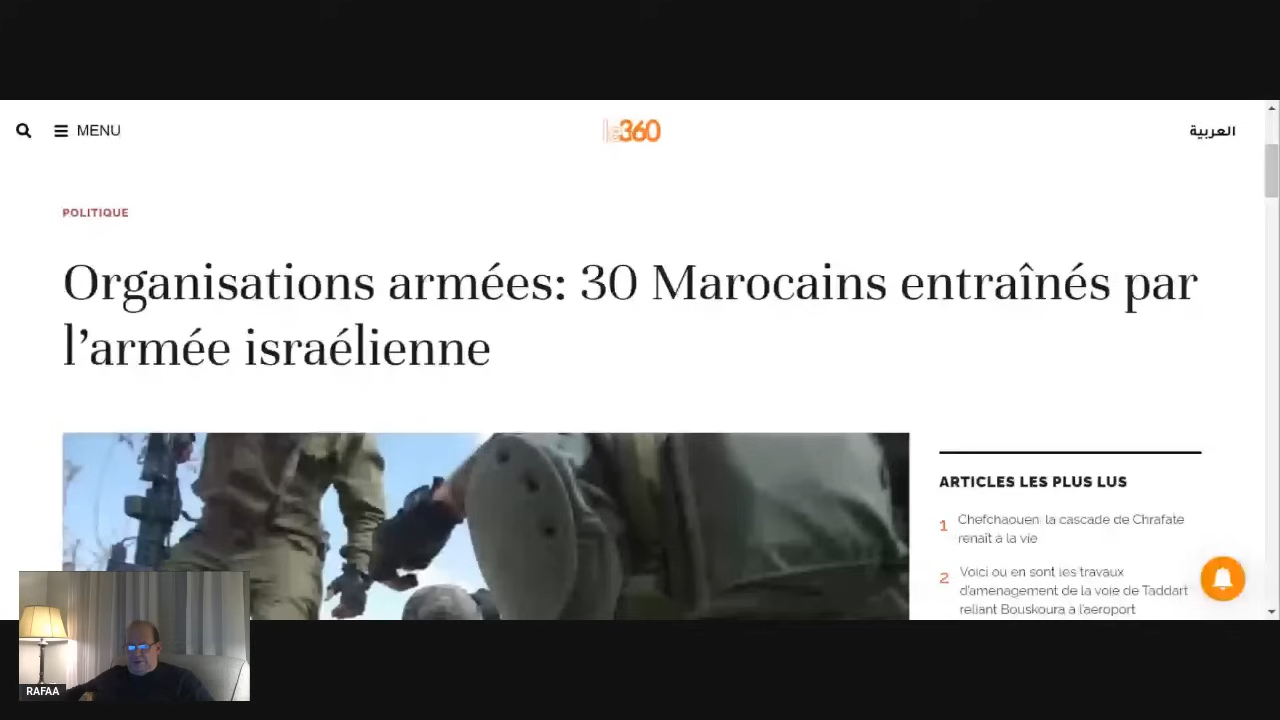 MENU
le360
العربية
POLITIQUE
Organisations armées: 30 Marocains entraînés par
l'armée israélienne
ARTICLES LES PLUS LUS
1 Chefchaouen: la cascade de Chrafate
renaît à la vie
2 Voici où en sont les travaux
d'aménagement de la voie de Taddart
reliant Bouskoura à l'aéroport
RAFAA